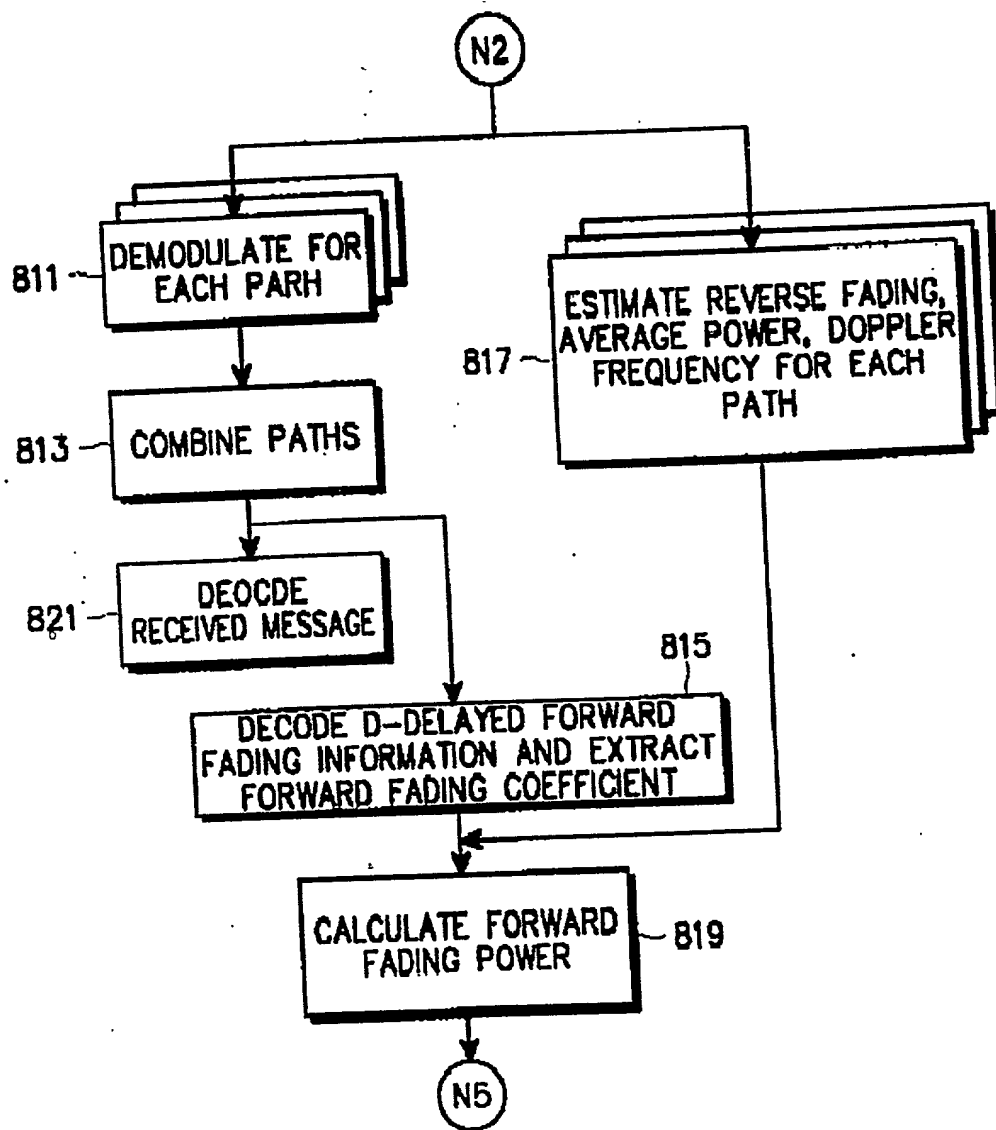 N2
811
DEMODULATE FOR
EACH PARH
817
ESTIMATE REVERSE FADING,
AVERAGE POWER, DOPPLER
FREQUENCY FOR EACH
PATH
813
COMBINE PATHS
821
DEOCDE
RECEIVED MESSAGE
815
DECODE D-DELAYED FORWARD
FADING INFORMATION AND EXTRACT
FORWARD FADING COEFFICIENT
CALCULATE FORWARD
FADING POWER
819
N5